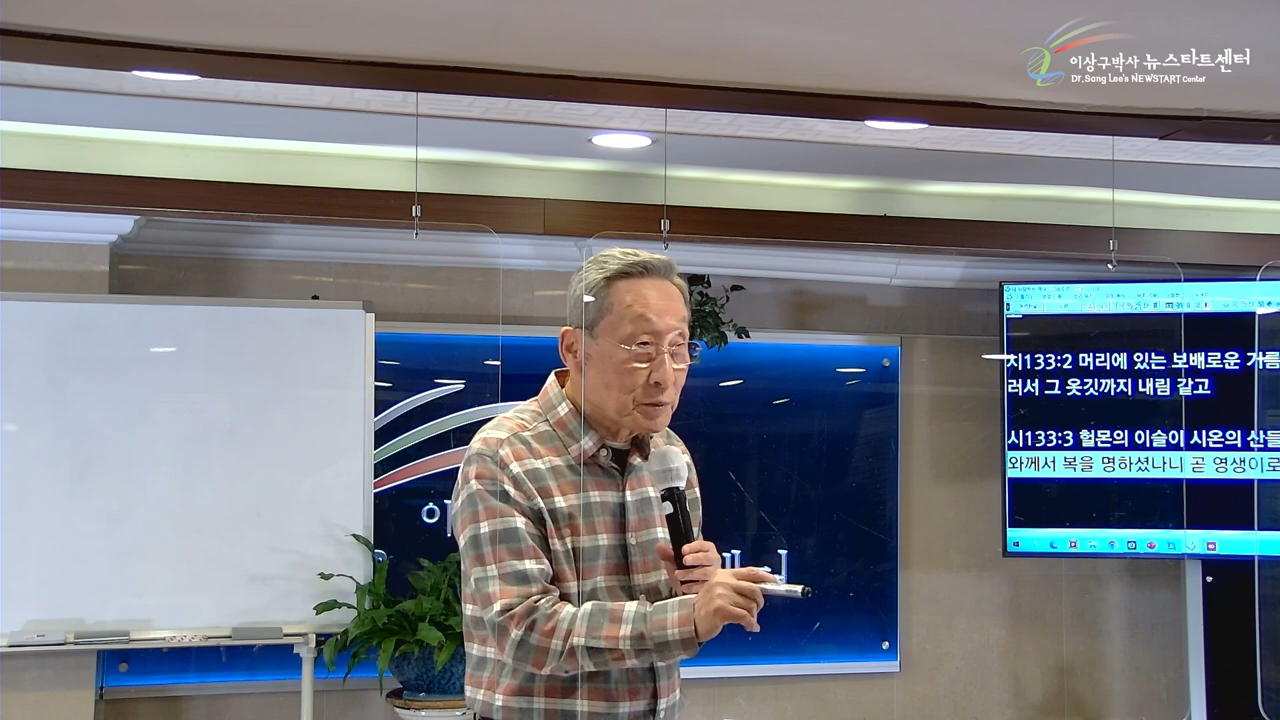 이상구박사 뉴스타트센터
Dr. Sang Lee's NEWSTART Center
시133:2 머리에 있는 보배로운 기름
러서 그 옷깃까지 내림 같고
시133:3 헐몬의 이슬이 시온의 산들
와께서 복을 명하셨나니 곧 영생이로